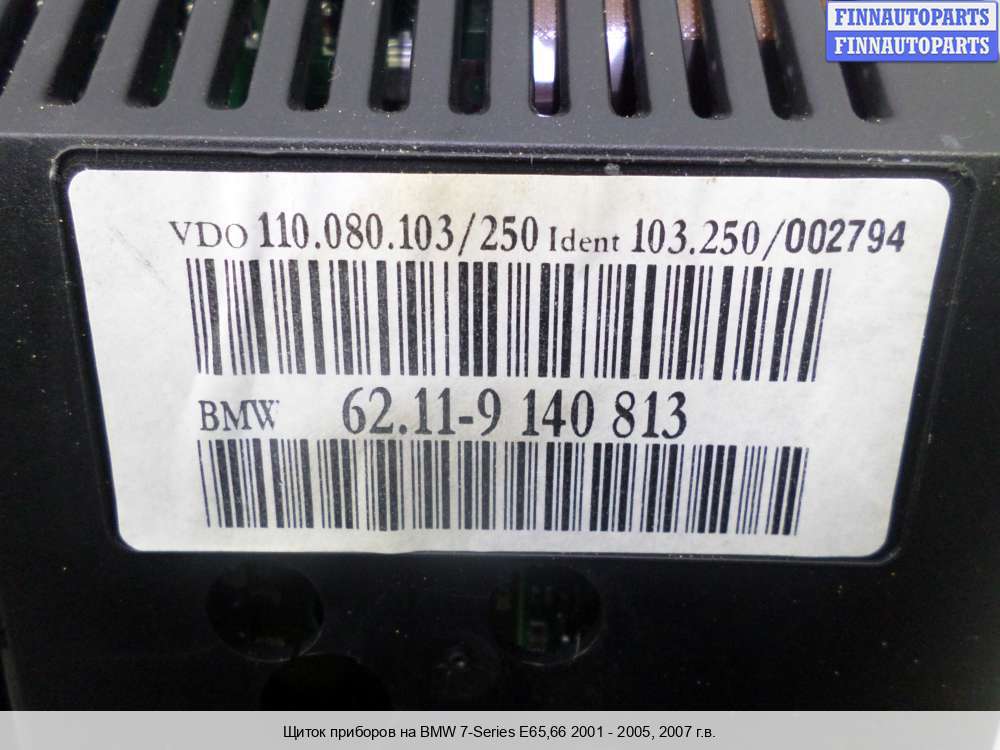 FINNAUTOPARTS
FINNAUTOPARTS
VDO 110.080.103/250 Ident 103.250/002794
BMW 62.11-9 140 813
Щиток приборов на BMW 7-Series E65,66 2001 - 2005, 2007 г.в.